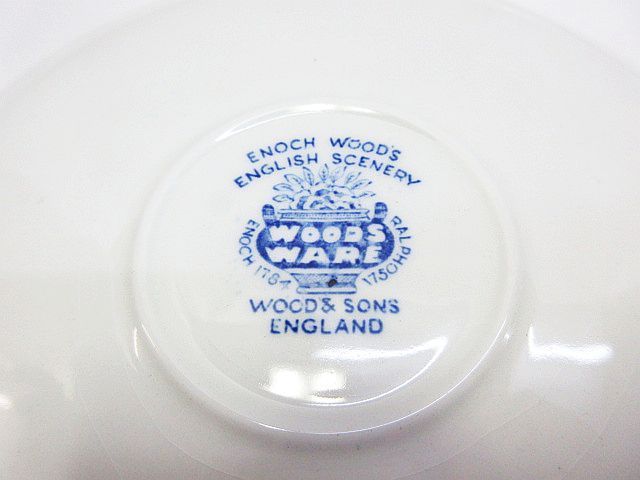 ENOCH WOOD'S
ENGLISH SCENERY
WOODS
WARE
ENOCH 1784
RALPH 1750
WOOD & SONS
ENGLAND